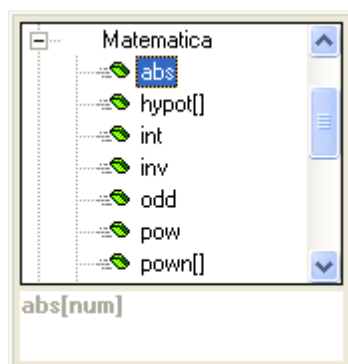 Matematica
abs
hypot[]
int
inv
odd
pow
pown[]
abs[num]